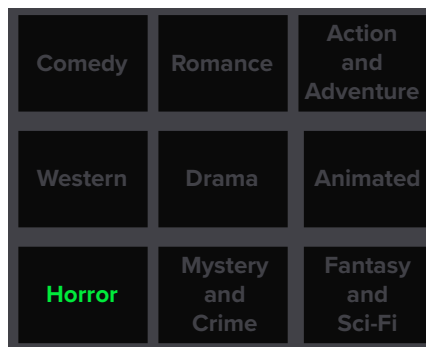 Comedy
Romance
Action
and
Adventure
Western
Drama
Animated
Horror
Mystery
and
Crime
Fantasy
and
Sci-Fi